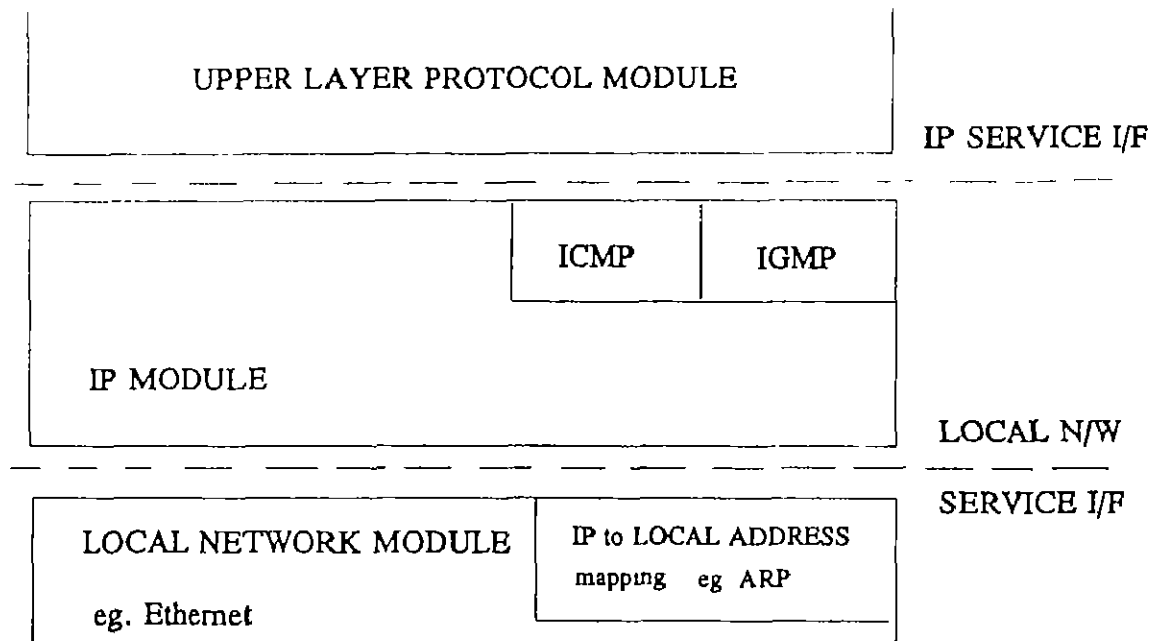 UPPER LAYER PROTOCOL MODULE
IP SERVICE I/F
ICMP
IGMP
IP MODULE
LOCAL N/W
SERVICE I/F
LOCAL NETWORK MODULE
eg. Ethernet
IP to LOCAL ADDRESS
mapping eg ARP